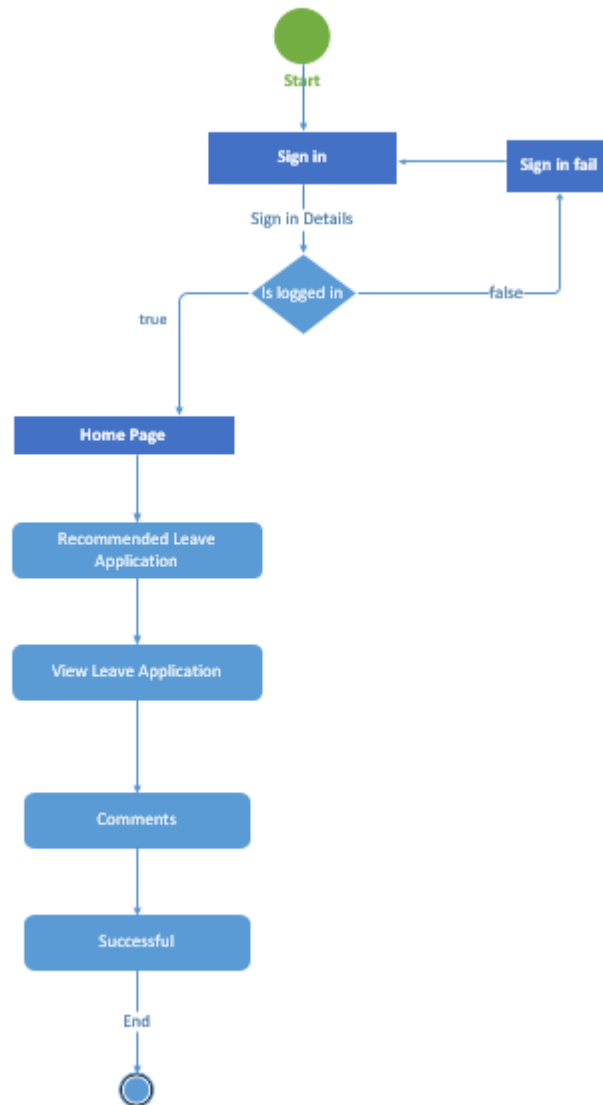 Start
Sign in
Sign in fail
Sign in Details
Is logged in
false
true
Home Page
Recommended Leave
Application
View Leave Application
Comments
Successful
End